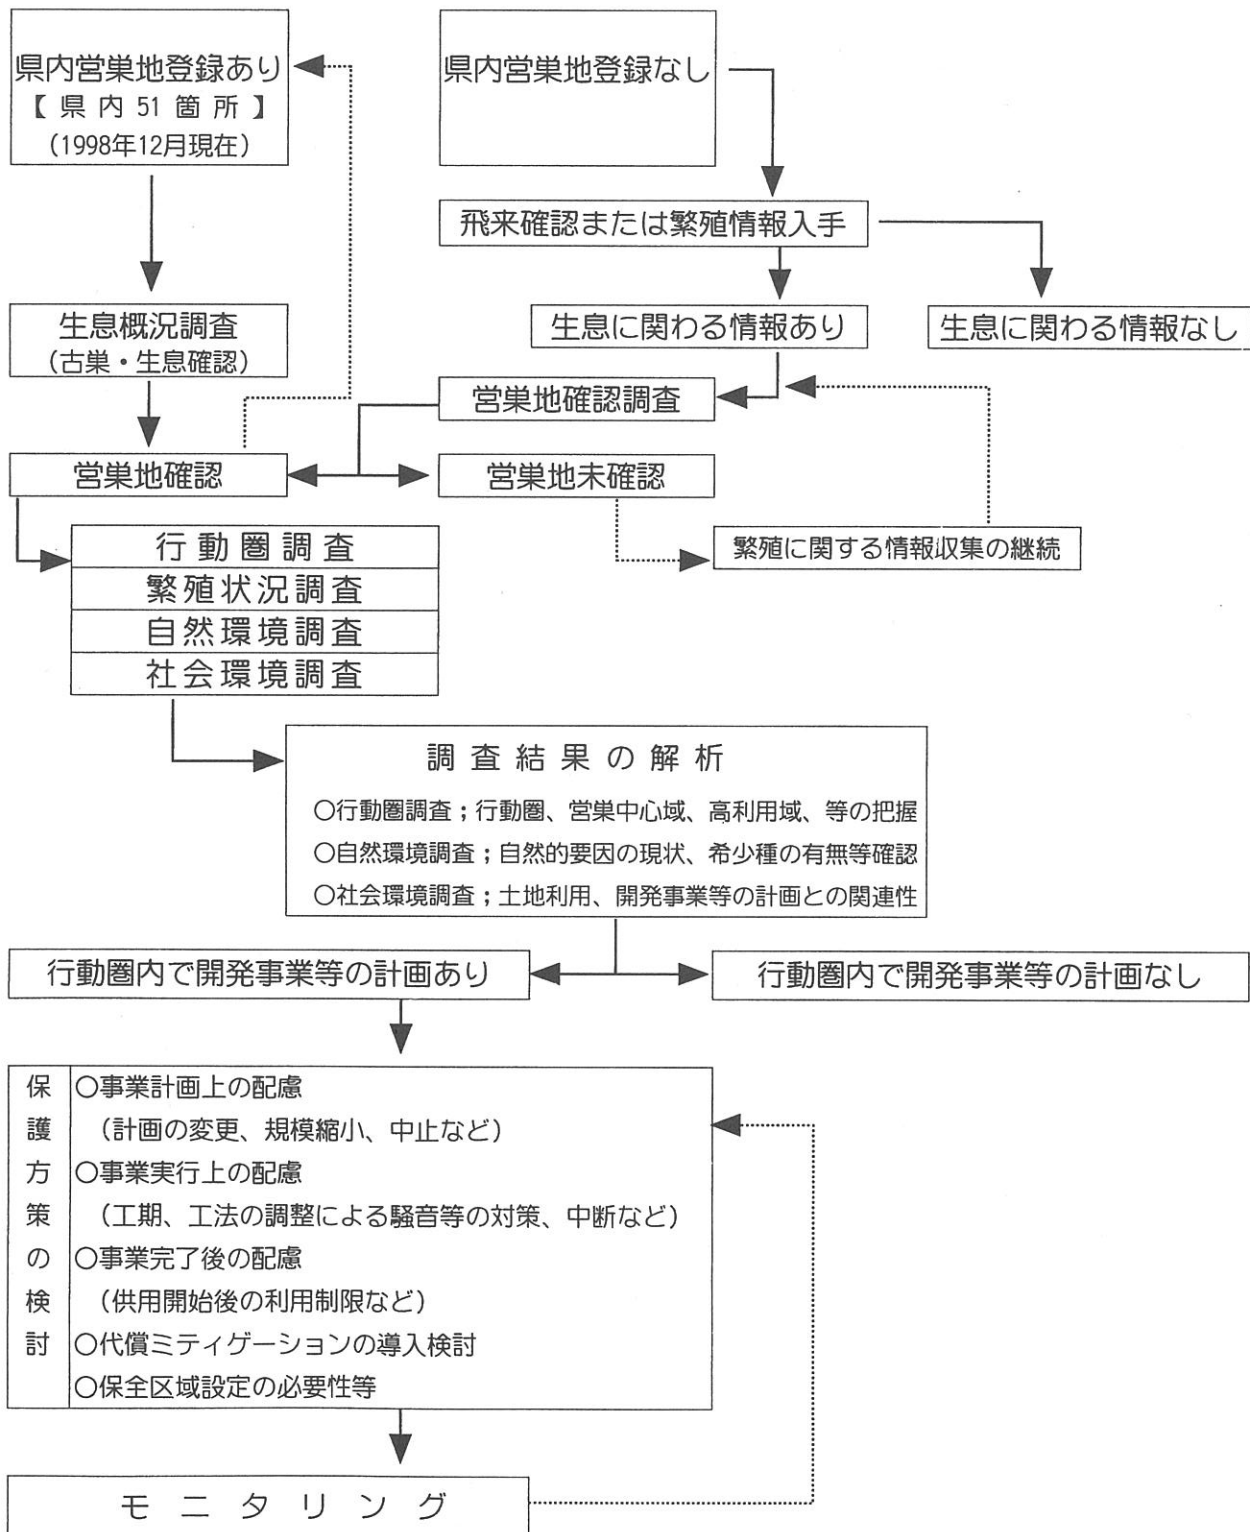 県内営巣地登録あり
【 県 内 51 箇 所 】
(1998年12月現在)
県内営巣地登録なし
飛来確認または繁殖情報入手
生息に関わる情報あり
生息に関わる情報なし
生息概況調査
(古巣・生息確認)
営巣地確認調査
営巣地確認
営巣地未確認
繁殖に関する情報収集の継続
行動圏調査
繁殖状況調査
自然環境調査
社会環境調査
調 査 結 果 の 解 析
○行動圏調査;行動圏、営巣中心域、高利用域、等の把握
○自然環境調査;自然的要因の現状、希少種の有無等確認
○社会環境調査;土地利用、開発事業等の計画との関連性
行動圏内で開発事業等の計画あり
行動圏内で開発事業等の計画なし
保護方策の検討
○事業計画上の配慮
(計画の変更、規模縮小、中止など)
○事業実行上の配慮
(工期、工法の調整による騒音等の対策、中断など)
○事業完了後の配慮
(供用開始後の利用制限など)
○代償ミティゲーションの導入検討
○保全区域設定の必要性等
モ ニ タ リ ン グ